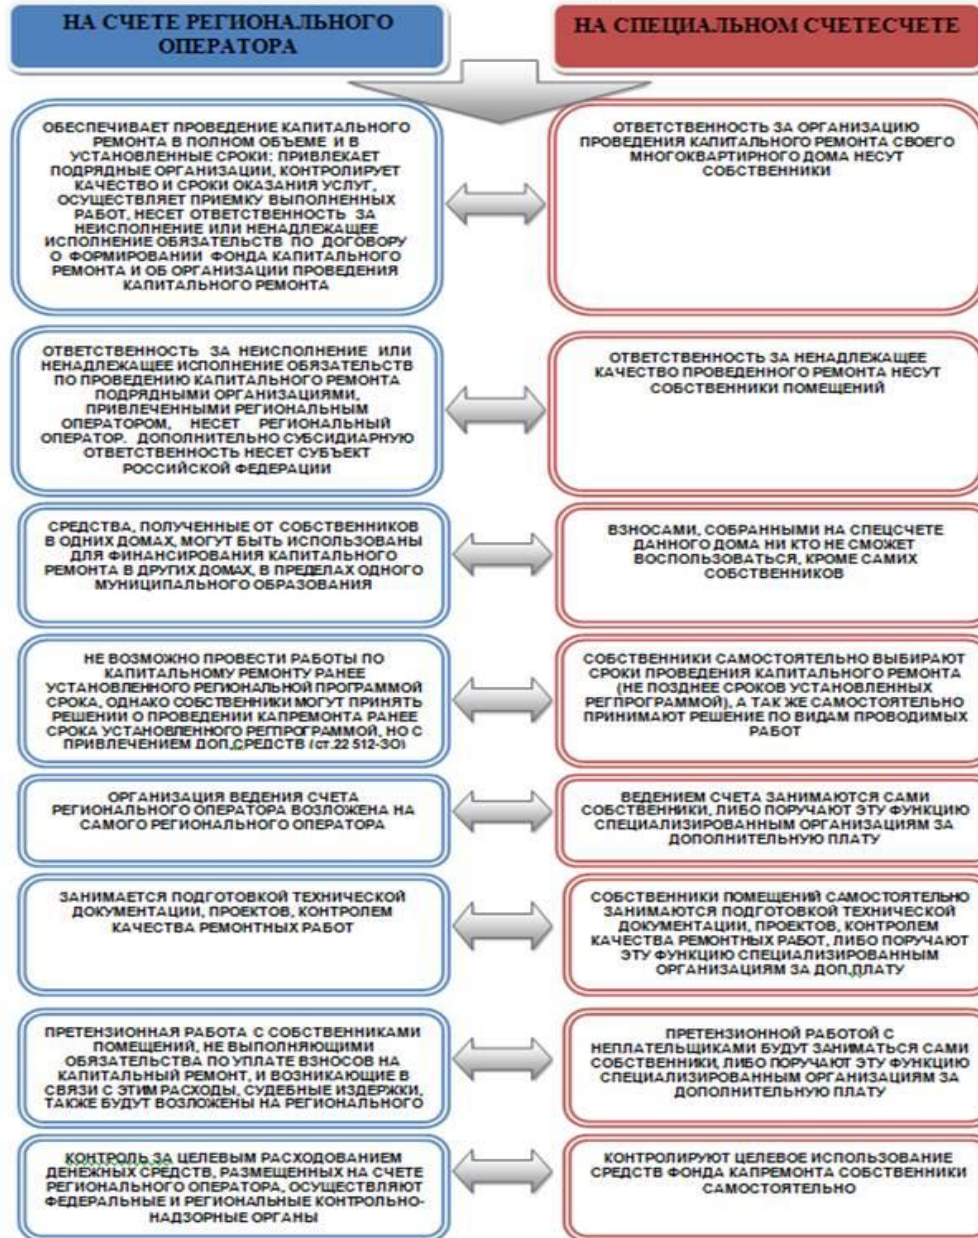 НА СЧЕТЕ РЕГИОНАЛЬНОГО
ОПЕРАТОРА
НА СПЕЦИАЛЬНОМ СЧЕТЕСЧЕТЕ
ОБЕСПЕЧИВАЕТ ПРОВЕДЕНИЕ КАПИТАЛЬНОГО
РЕМОНТА В ПОЛНОМ ОБЪЕМЕ И В
УСТАНОВЛЕННЫЕ СРОКИ: ПРИВЛЕКАЕТ
ПОДРЯДНЫЕ ОРГАНИЗАЦИИ, КОНТРОЛИРУЕТ
КАЧЕСТВО И СРОКИ ОКАЗАНИЯ УСЛУГ,
ОСУЩЕСТВЛЯЕТ ПРИЕМКУ ВЫПОЛНЕННЫХ
РАБОТ, НЕСЕТ ОТВЕТСТВЕННОСТЬ ЗА
НЕИСПОЛНЕНИЕ ИЛИ НЕНАДЛЕЖАЩЕЕ
ИСПОЛНЕНИЕ ОБЯЗАТЕЛЬСТВ ПО ДОГОВОРУ
О ФОРМИРОВАНИИ ФОНДА КАПИТАЛЬНОГО
РЕМОНТА И ОБ ОРГАНИЗАЦИИ ПРОВЕДЕНИЯ
КАПИТАЛЬНОГО РЕМОНТА
ОТВЕТСТВЕННОСТЬ ЗА ОРГАНИЗАЦИЮ
ПРОВЕДЕНИЯ КАПИТАЛЬНОГО РЕМОНТА СВОЕГО
МНОГОКВАРТИРНОГО ДОМА НЕСУТ
СОБСТВЕННИКИ
ОТВЕТСТВЕННОСТЬ ЗА НЕИСПОЛНЕНИЕ ИЛИ
НЕНАДЛЕЖАЩЕЕ ИСПОЛНЕНИЕ ОБЯЗАТЕЛЬСТВ
ПО ПРОВЕДЕНИЮ КАПИТАЛЬНОГО РЕМОНТА
ПОДРЯДНЫМИ ОРГАНИЗАЦИЯМИ,
ПРИВЛЕЧЕННЫМИ РЕГИОНАЛЬНЫМ
ОПЕРАТОРОМ, НЕСЕТ РЕГИОНАЛЬНЫЙ
ОПЕРАТОР. ДОПОЛНИТЕЛЬНО СУБСИДИАРНУЮ
ОТВЕТСТВЕННОСТЬ НЕСЕТ СУБЪЕКТ
РОССИЙСКОЙ ФЕДЕРАЦИИ
ОТВЕТСТВЕННОСТЬ ЗА НЕНАДЛЕЖАЩЕЕ
КАЧЕСТВО ПРОВЕДЕННОГО РЕМОНТА НЕСУТ
СОБСТВЕННИКИ ПОМЕЩЕНИЙ
СРЕДСТВА, ПОЛУЧЕННЫЕ ОТ СОБСТВЕННИКОВ
В ОДНИХ ДОМАХ, МОГУТ БЫТЬ ИСПОЛЬЗОВАНЫ
ДЛЯ ФИНАНСИРОВАНИЯ КАПИТАЛЬНОГО
РЕМОНТА В ДРУГИХ ДОМАХ, В ПРЕДЕЛАХ ОДНОГО
МУНИЦИПАЛЬНОГО ОБРАЗОВАНИЯ
ВЗНОСАМИ, СОБРАННЫМИ НА СПЕЦСЧЕТЕ
ДАННОГО ДОМА НИ КТО НЕ СМОЖЕТ
ВОСПОЛЬЗОВАТЬСЯ, КРОМЕ САМИХ
СОБСТВЕННИКОВ
НЕ ВОЗМОЖНО ПРОВЕСТИ РАБОТЫ ПО
КАПИТАЛЬНОМУ РЕМОНТУ РАНЕЕ
УСТАНОВЛЕННОГО РЕГИОНАЛЬНОЙ ПРОГРАММОЙ
СРОКА, ОДНАКО СОБСТВЕННИКИ МОГУТ ПРИНЯТЬ
РЕШЕНИИ О ПРОВЕДЕНИИ КАПРЕМОНТА РАНЕЕ
СРОКА УСТАНОВЛЕННОГО РЕГПРОГРАММОЙ, НО С
ПРИВЛЕЧЕНИЕМ ДОП.СРЕДСТВ (ст.22 512-ЗО)
СОБСТВЕННИКИ САМОСТОЯТЕЛЬНО ВЫБИРАЮТ
СРОКИ ПРОВЕДЕНИЯ КАПИТАЛЬНОГО РЕМОНТА
(НЕ ПОЗДНЕЕ СРОКОВ УСТАНОВЛЕННЫХ
РЕГПРОГРАММОЙ), А ТАК ЖЕ САМОСТОЯТЕЛЬНО
ПРИНИМАЮТ РЕШЕНИЕ ПО ВИДАМ ПРОВОДИМЫХ
РАБОТ
ОРГАНИЗАЦИЯ ВЕДЕНИЯ СЧЕТА
РЕГИОНАЛЬНОГО ОПЕРАТОРА ВОЗЛОЖЕНА НА
САМОГО РЕГИОНАЛЬНОГО ОПЕРАТОРА
ВЕДЕНИЕМ СЧЕТА ЗАНИМАЮТСЯ САМИ
СОБСТВЕННИКИ, ЛИБО ПОРУЧАЮТ ЭТУ ФУНКЦИЮ
СПЕЦИАЛИЗИРОВАННЫМ ОРГАНИЗАЦИЯМ ЗА
ДОПОЛНИТЕЛЬНУЮ ПЛАТУ
ЗАНИМАЕТСЯ ПОДГОТОВКОЙ ТЕХНИЧЕСКОЙ
ДОКУМЕНТАЦИИ, ПРОЕКТОВ, КОНТРОЛЕМ
КАЧЕСТВА РЕМОНТНЫХ РАБОТ
СОБСТВЕННИКИ ПОМЕЩЕНИЙ САМОСТОЯТЕЛЬНО
ЗАНИМАЮТСЯ ПОДГОТОВКОЙ ТЕХНИЧЕСКОЙ
ДОКУМЕНТАЦИИ, ПРОЕКТОВ, КОНТРОЛЕМ
КАЧЕСТВА РЕМОНТНЫХ РАБОТ, ЛИБО ПОРУЧАЮТ
ЭТУ ФУНКЦИЮ СПЕЦИАЛИЗИРОВАННЫМ
ОРГАНИЗАЦИЯМ ЗА ДОП.ПЛАТУ
ПРЕТЕНЗИОННАЯ РАБОТА С СОБСТВЕННИКАМИ
ПОМЕЩЕНИЙ, НЕ ВЫПОЛНЯЮЩИМИ
ОБЯЗАТЕЛЬСТВА ПО УПЛАТЕ ВЗНОСОВ НА
КАПИТАЛЬНЫЙ РЕМОНТ, И ВОЗНИКАЮЩИЕ В
СВЯЗИ С ЭТИМ РАСХОДЫ, СУДЕБНЫЕ ИЗДЕРЖКИ,
ТАКЖЕ БУДУТ ВОЗЛОЖЕНЫ НА РЕГИОНАЛЬНОГО
ПРЕТЕНЗИОННОЙ РАБОТОЙ С
НЕПЛАТЕЛЬЩИКАМИ БУДУТ ЗАНИМАТЬСЯ САМИ
СОБСТВЕННИКИ, ЛИБО ПОРУЧАЮТ ЭТУ ФУНКЦИЮ
СПЕЦИАЛИЗИРОВАННЫМ ОРГАНИЗАЦИЯМ ЗА
ДОПОЛНИТЕЛЬНУЮ ПЛАТУ
КОНТРОЛЬ ЗА ЦЕЛЕВЫМ РАСХОДОВАНИЕМ
ДЕНЕЖНЫХ СРЕДСТВ, РАЗМЕЩЕННЫХ НА СЧЕТЕ
РЕГИОНАЛЬНОГО ОПЕРАТОРА, ОСУЩЕСТВЛЯЮТ
ФЕДЕРАЛЬНЫЕ И РЕГИОНАЛЬНЫЕ КОНТРОЛЬНО-
НАДЗОРНЫЕ ОРГАНЫ
КОНТРОЛИРУЮТ ЦЕЛЕВОЕ ИСПОЛЬЗОВАНИЕ
СРЕДСТВ ФОНДА КАПРЕМОНТА СОБСТВЕННИКИ
САМОСТОЯТЕЛЬНО